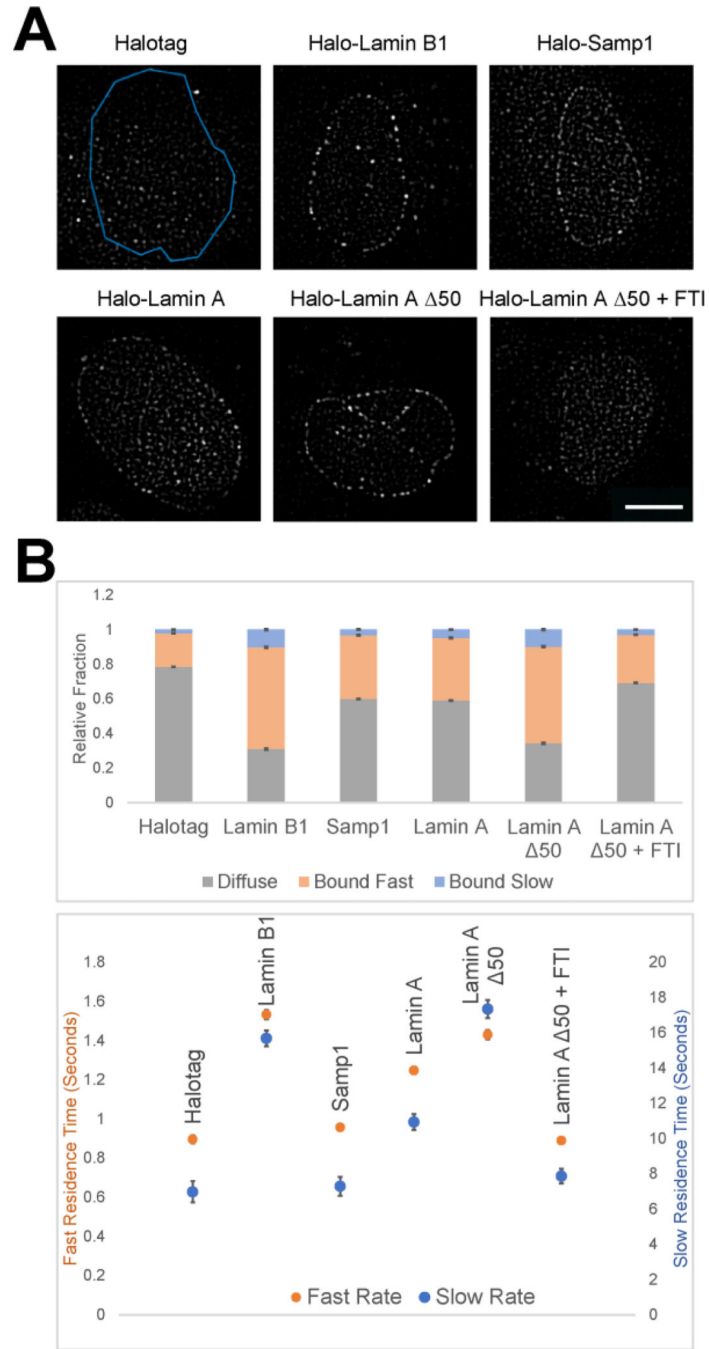 A
Halotag
Halo-Lamin B1
Halo-Samp1
Halo-Lamin A
Halo-Lamin A Δ50
Halo-Lamin A Δ50 + FTI
B
Relative Fraction
1.2
1
0.8
0.6
0.4
0.2
0
Halotag
Lamin B1
Samp1
Lamin A
Lamin A
Δ50
Lamin A
Δ50 + FTI
Diffuse
Bound Fast
Bound Slow
Fast Residence Time (Seconds)
1.8
1.6
1.4
1.2
1
0.8
0.6
0.4
0.2
0
Halotag
Lamin B1
Samp1
Lamin A
Lamin A
Δ50
Lamin A Δ50 + FTI
20
18
16
14
12
10
8
6
4
2
0
Slow Residence Time (Seconds)
Fast Rate
Slow Rate